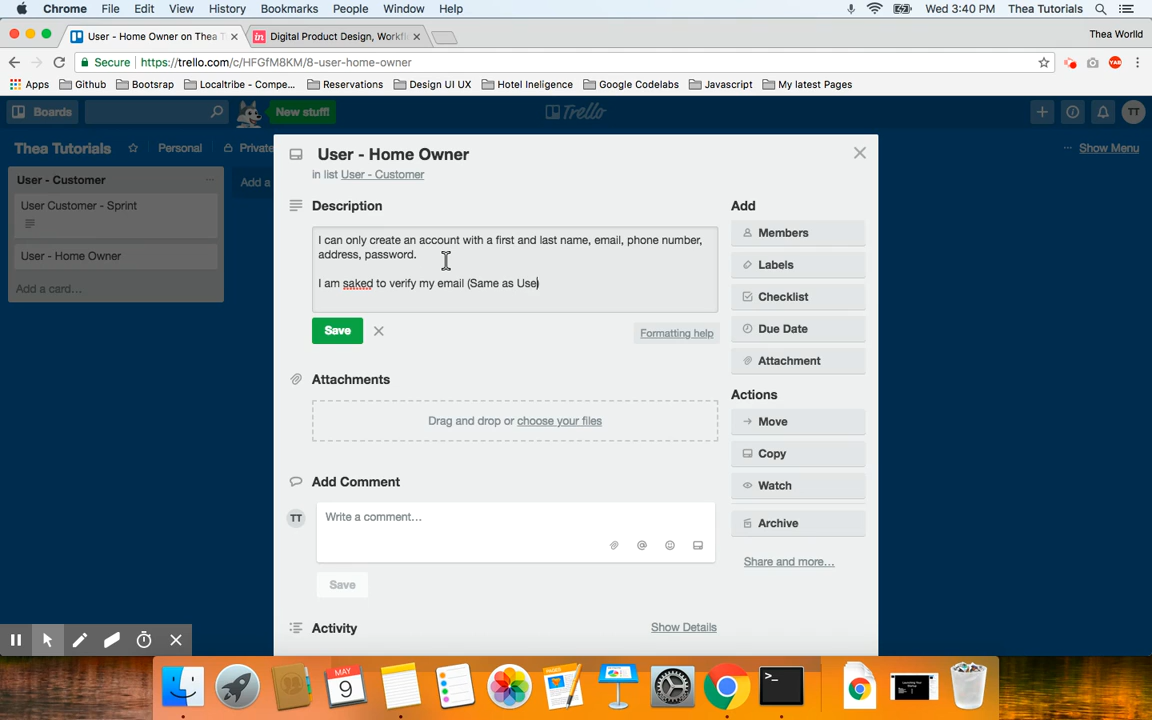 Chrome File Edit View History Bookmarks People Window Help Wed 3:40 PM Thea Tutorials
User - Home Owner on Thea T Digital Product Design, Workfl Thea Worlld
Secure https://trello.com/c/HFGfM8KM/8-user-home-owner
Apps Github Bootsrap Localtribe - Compe... Reservations Design UI UX Hotel Ineligence Google Codelabs Javascript My latest Pages
Boards New stuff! Trello TT
Thea Tutorials Personal Private ... Show Menu
User - Customer ... Add a
User Customer - Sprint
User - Home Owner
Add a card...
User - Home Owner
in list User - Customer
Description
I can only create an account with a first and last name, email, phone number,
address, password.
I am saked to verify my email (Same as Use
Save Formatting help
Attachments
Drag and drop or choose your files
Add Comment
TT Write a comment...
Save
Activity Show Details
Add
Members
Labels
Checklist
Due Date
Attachment
Actions
Move
Copy
Watch
Archive
Share and more...
MAY
9